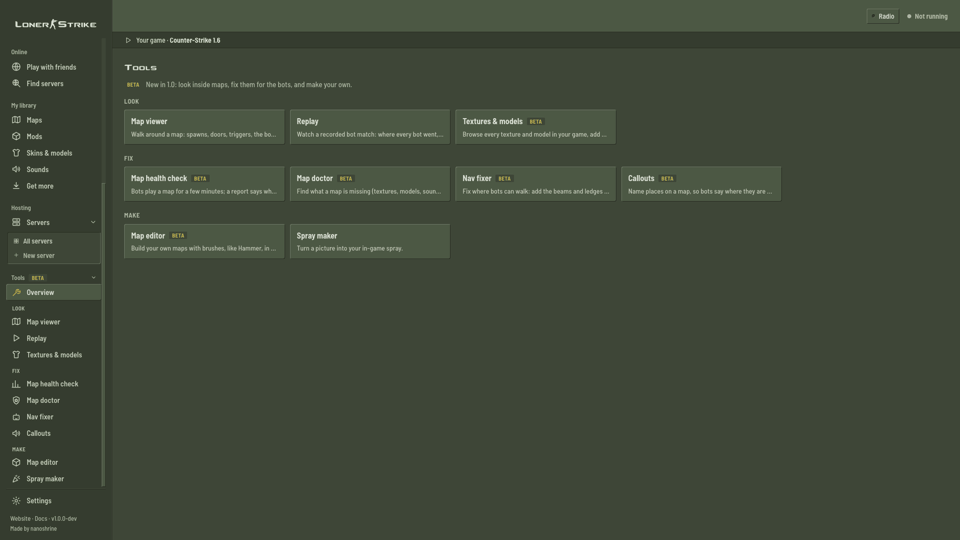 LONER STRIKE
Online
Play with friends
Find servers
My library
Maps
Mods
Skins & models
Sounds
Get more
Hosting
Servers
All servers
New server
Tools BETA
Overview
LOOK
Map viewer
Replay
Textures & models
FIX
Map health check
Map doctor
Nav fixer
Callouts
MAKE
Map editor
Spray maker
Settings
Website · Docs · v1.0.0-dev
Made by nanoshrine
Radio
Not running
Your game · Counter-Strike 1.6
TOOLS
BETA New in 1.0: look inside maps, fix them for the bots, and make your own.
LOOK
Map viewer
Walk around a map: spawns, doors, triggers, the bo...
Replay
Watch a recorded bot match: where every bot went,...
Textures & models BETA
Browse every texture and model in your game, add ...
FIX
Map health check BETA
Bots play a map for a few minutes; a report says wh...
Map doctor BETA
Find what a map is missing (textures, models, soun...
Nav fixer BETA
Fix where bots can walk: add the beams and ledges ...
Callouts BETA
Name places on a map, so bots say where they are ...
MAKE
Map editor BETA
Build your own maps with brushes, like Hammer, in ...
Spray maker
Turn a picture into your in-game spray.